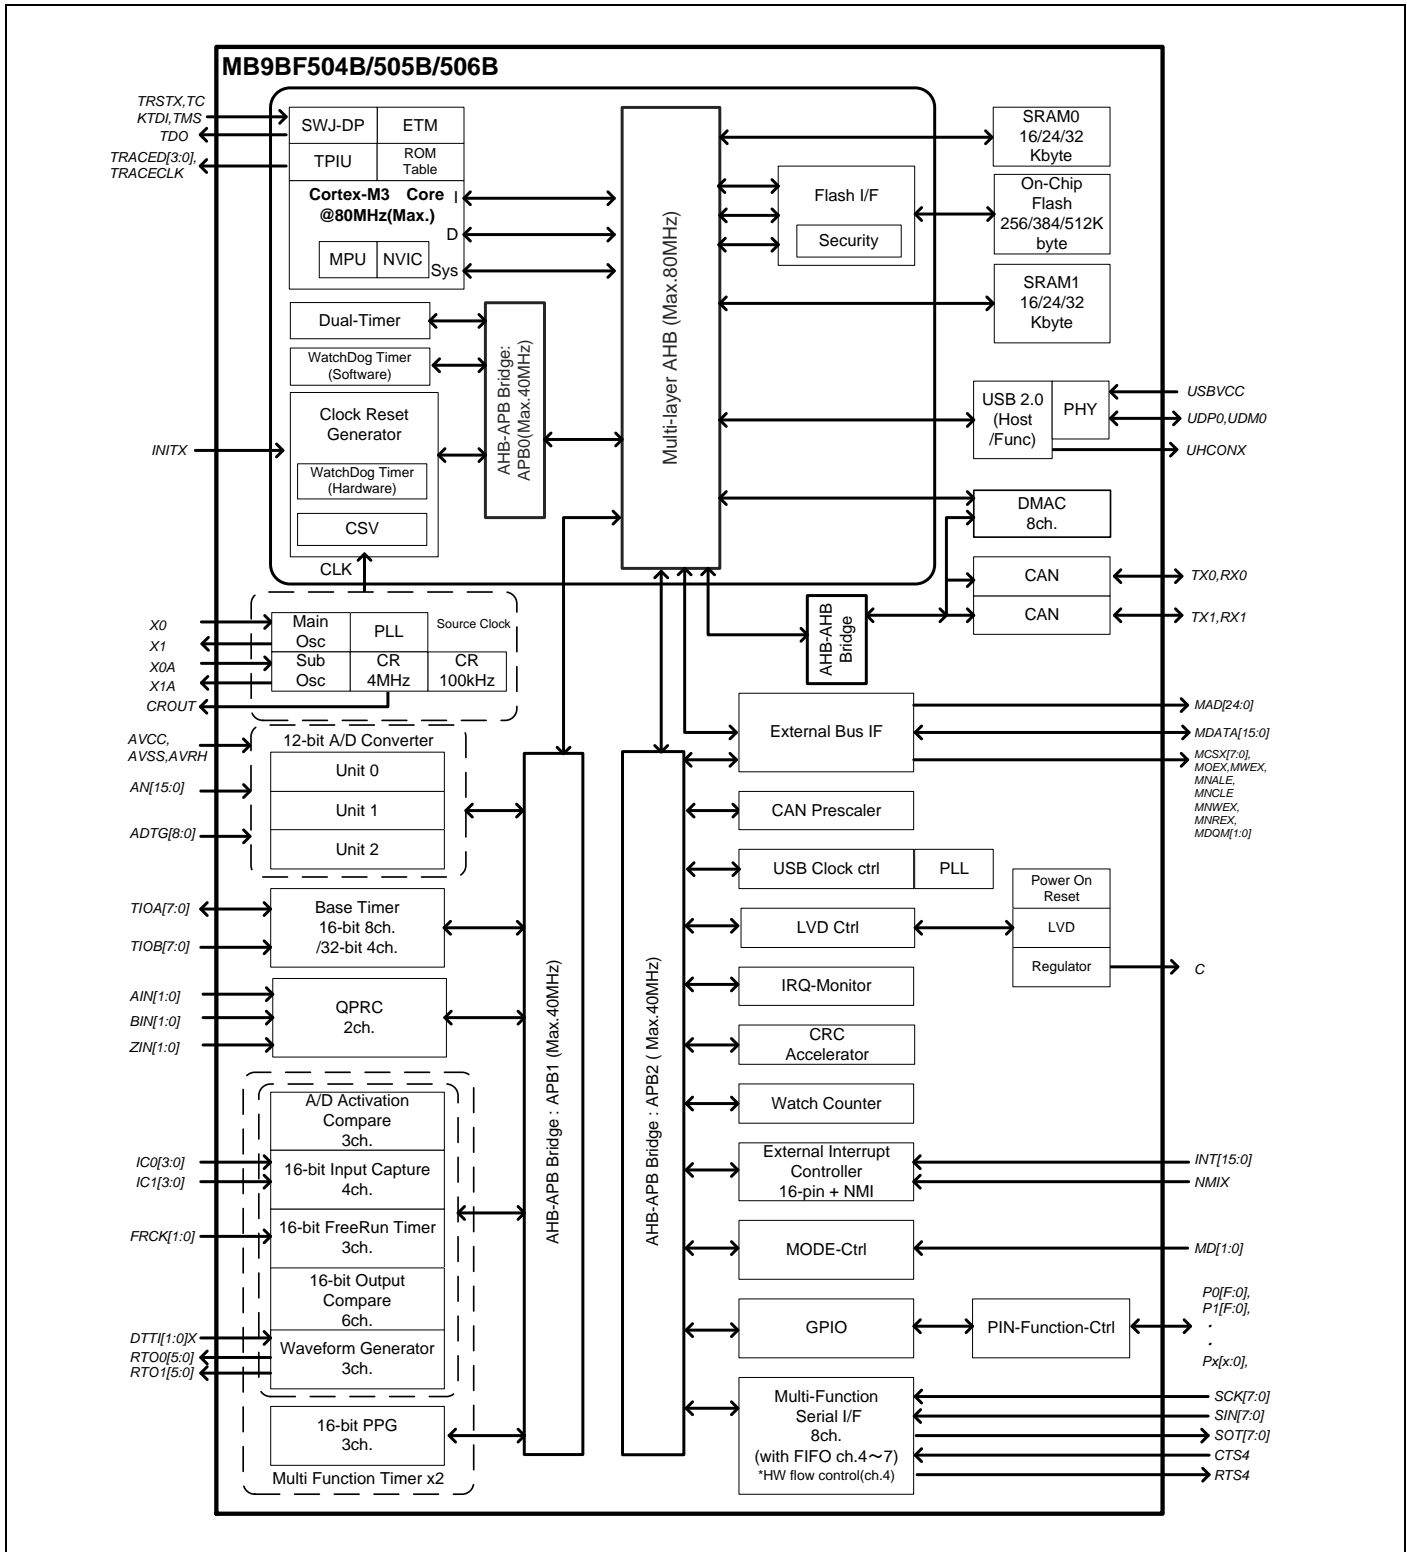 MB9BF504B/505B/506B
TRSTX,TC
KTDI,TMS
TDO
TRACED[3:0],
TRACECLK
SWJ-DP
ETM
TPIU
ROM
Table
Cortex-M3 Core
@80MHz(Max.)
I
D
Sys
MPU
NVIC
Dual-Timer
WatchDog Timer
(Software)
Clock Reset
Generator
WatchDog Timer
(Hardware)
CSV
CLK
INITX
AHB-APB Bridge:
APB0(Max.40MHz)
Multi-layer AHB (Max.80MHz)
Flash I/F
Security
SRAM0
16/24/32
Kbyte
On-Chip
Flash
256/384/512K
byte
SRAM1
16/24/32
Kbyte
USB 2.0
(Host
/Func)
PHY
USBVCC
UDP0,UDM0
UHCONX
DMAC
8ch.
CAN
TX0,RX0
CAN
TX1,RX1
AHB-AHB
Bridge
X0
X1
X0A
X1A
CROUT
Main
Osc
PLL
Source Clock
Sub
Osc
CR
4MHz
CR
100kHz
AVCC,
AVSS,AVRH
AN[15:0]
ADTG[8:0]
12-bit A/D Converter
Unit 0
Unit 1
Unit 2
TIOA[7:0]
TIOB[7:0]
Base Timer
16-bit 8ch.
/32-bit 4ch.
AIN[1:0]
BIN[1:0]
ZIN[1:0]
QPRC
2ch.
A/D Activation
Compare
3ch.
IC0[3:0]
IC1[3:0]
16-bit Input Capture
4ch.
FRCK[1:0]
16-bit FreeRun Timer
3ch.
16-bit Output
Compare
6ch.
DTTI[1:0]X
RTO0[5:0]
RTO1[5:0]
Waveform Generator
3ch.
16-bit PPG
3ch.
Multi Function Timer x2
AHB-APB Bridge : APB1 (Max.40MHz)
AHB-APB Bridge : APB2 ( Max.40MHz)
External Bus IF
MAD[24:0]
MDATA[15:0]
MCSX[7:0],
MOEX,MWEX,
MNALE,
MNCLE
MNWEX,
MNREX,
MDQM[1:0]
CAN Prescaler
USB Clock ctrl
PLL
LVD Ctrl
Power On
Reset
LVD
Regulator
C
IRQ-Monitor
CRC
Accelerator
Watch Counter
External Interrupt
Controller
16-pin + NMI
INT[15:0]
NMIX
MODE-Ctrl
MD[1:0]
GPIO
PIN-Function-Ctrl
P0[F:0],
P1[F:0],
.
.
Px[x:0],
Multi-Function
Serial I/F
8ch.
(with FIFO ch.4～7)
*HW flow control(ch.4)
SCK[7:0]
SIN[7:0]
SOT[7:0]
CTS4
RTS4